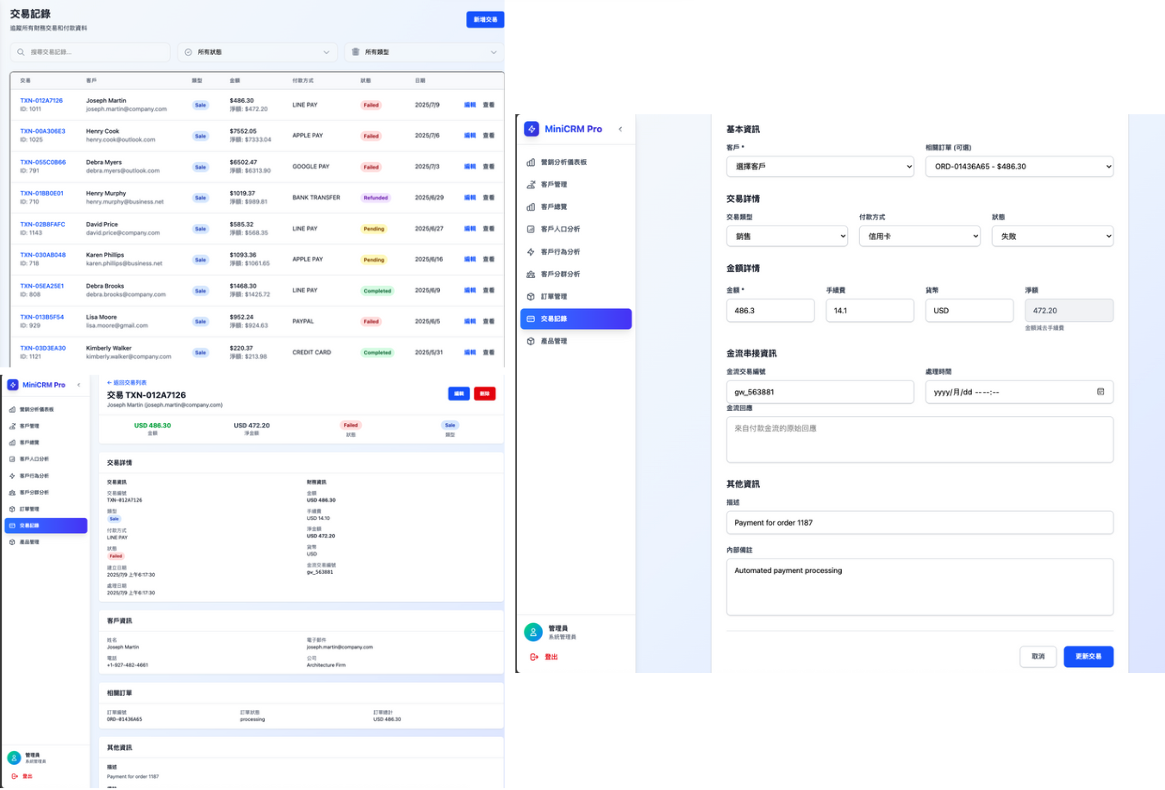 交易記錄
追蹤所有財務交易和付款資料
新增交易
搜尋交易記錄...
所有狀態
所有類型
交易 客戶 類型 金額 付款方式 狀態 日期
TXN-012A7126 Joseph Martin Sale $486.30 LINE PAY Failed 2025/7/9 編輯 查看
ID: 1011 joseph.martin@company.com 淨額: $472.20
TXN-00A306E3 Henry Cook Sale $7552.05 APPLE PAY Failed 2025/7/6 編輯 查看
ID: 1025 henry.cook@outlook.com 淨額: $7333.04
TXN-055C0B66 Debra Myers Sale $6502.47 GOOGLE PAY Failed 2025/7/3 編輯 查看
ID: 791 debra.myers@outlook.com 淨額: $6313.90
TXN-01BB0E01 Henry Murphy Sale $1019.37 BANK TRANSFER Refunded 2025/6/29 編輯 查看
ID: 710 henry.murphy@business.net 淨額: $989.81
TXN-02B8FAFC David Price Sale $585.32 LINE PAY Pending 2025/6/27 編輯 查看
ID: 1143 david.price@company.com 淨額: $568.35
TXN-030AB048 Karen Phillips Sale $1093.36 APPLE PAY Pending 2025/6/16 編輯 查看
ID: 716 karen.phillips@business.net 淨額: $1061.65
TXN-05EA25E1 Debra Brooks Sale $1468.30 LINE PAY Completed 2025/6/9 編輯 查看
ID: 808 debra.brooks@company.com 淨額: $1425.72
TXN-013B5F54 Lisa Moore Sale $952.24 PAYPAL Failed 2025/6/5 編輯 查看
ID: 929 lisa.moore@gmail.com 淨額: $924.63
TXN-03D3EA30 Kimberly Walker Sale $220.37 CREDIT CARD Completed 2025/5/31 編輯 查看
ID: 1121 kimberly.walker@company.com 淨額: $213.98
MiniCRM Pro
營銷分析儀表板
客戶管理
客戶總覽
客戶人口分析
客戶行為分析
客戶分群分析
訂單管理
交易記錄
產品管理
管理員
系統管理員
登出
← 返回交易列表
交易 TXN-012A7126
Joseph Martin (joseph.martin@company.com)
編輯 刪除
USD 486.30 USD 472.20 Failed Sale
金額 淨金額 狀態 類型
交易詳情
交易資訊 財務資訊
交易編號
TXN-012A7126
類型
Sale
付款方式
LINE PAY
狀態
Failed
建立日期
2025/7/9 上午6:17:30
處理日期
2025/7/9 上午6:17:30
金額
USD 486.30
手續費
USD 14.10
淨金額
USD 472.20
貨幣
USD
金流交易編號
gw_563881
客戶資訊
姓名 電子郵件
Joseph Martin joseph.martin@company.com
電話 公司
+1-927-482-4661 Architecture Firm
相關訂單
訂單編號 訂單狀態 訂單總計
ORD-01436A65 processing USD 486.30
其他資訊
描述
Payment for order 1187
MiniCRM Pro
營銷分析儀表板
客戶管理
客戶總覽
客戶人口分析
客戶行為分析
客戶分群分析
訂單管理
交易記錄
產品管理
管理員
系統管理員
登出
基本資訊
客戶 * 相關訂單 (可選)
選擇客戶 ORD-01436A65 - $486.30
交易詳情
交易類型 付款方式 狀態
銷售 信用卡 失敗
金額詳情
金額 * 手續費 貨幣 淨額
486.3 14.1 USD 472.20
金額減去手續費
金流串接資訊
金流交易編號 處理時間
gw_563881 yyyy/月/dd ----:--
金流回應
來自付款金流的原始回應
其他資訊
描述
Payment for order 1187
內部備註
Automated payment processing
取消 更新交易